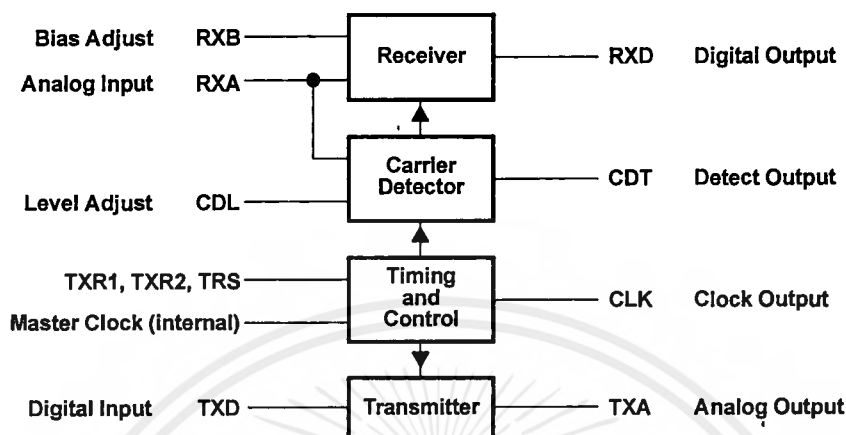 Bias Adjust RXB
Receiver
RXD Digital Output
Analog Input RXA
Carrier
Detector
CDT Detect Output
Level Adjust CDL
TXR1, TXR2, TRS
Timing
and
Control
CLK Clock Output
Master Clock (internal)
Digital Input TXD
Transmitter
TXA Analog Output